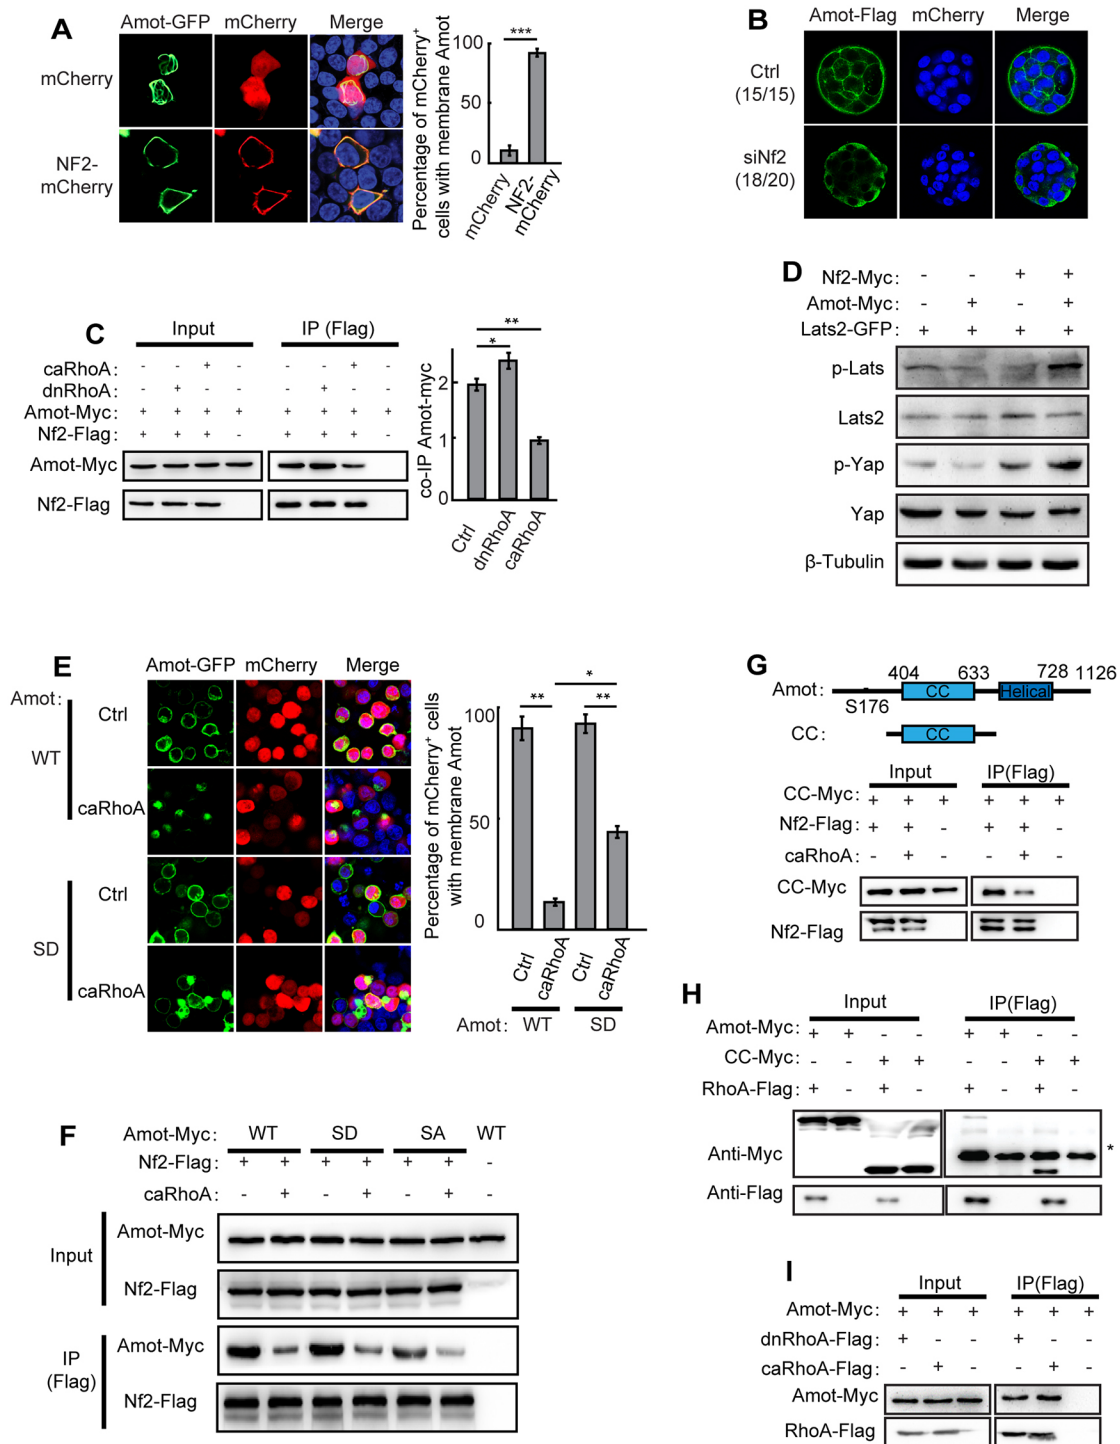 A
Amot-GFP mCherry Merge
mCherry
NF2-
mCherry
Percentage of mCherry+
cells with membrane Amot
100
50
0
***
mCherry
NF2-
mCherry
B
Amot-Flag mCherry Merge
Ctrl
(15/15)
siNf2
(18/20)
C
Input IP (Flag)
caRhoA: - - + - - - + -
dnRhoA: - + - - - + - -
Amot-Myc: + + + + + + + +
Nf2-Flag: + + + - + + + -
Amot-Myc
Nf2-Flag
co-IP Amot-myc
2
1
0
**
*
Ctrl
dnRhoA
caRhoA
D
Nf2-Myc: - - + +
Amot-Myc: - + - +
Lats2-GFP: + + + +
p-Lats
Lats2
p-Yap
Yap
β-Tubulin
E
Amot-GFP mCherry Merge
Amot:
WT
Ctrl
caRhoA
SD
Ctrl
caRhoA
Percentage of mCherry+ cells
with membrane Amot
100
50
0
*
** **
Ctrl
caRhoA
Ctrl
caRhoA
Amot: WT SD
F
Amot-Myc: WT SD SA WT
Nf2-Flag: + + + + + + -
caRhoA: - + - + - + -
Input
Amot-Myc
Nf2-Flag
IP
(Flag)
Amot-Myc
Nf2-Flag
G
404 633 728 1126
Amot: CC Helical
S176
CC: CC
Input IP(Flag)
CC-Myc: + + + + + +
Nf2-Flag: + + - + + -
caRhoA: - + - - + -
CC-Myc
Nf2-Flag
H
Input IP(Flag)
Amot-Myc: + + - - + + - -
CC-Myc: - - + + - - + +
RhoA-Flag: + - + - + - + -
Anti-Myc
*
Anti-Flag
I
Input IP(Flag)
Amot-Myc: + + + + + +
dnRhoA-Flag: + - - + - -
caRhoA-Flag: - + - - + -
Amot-Myc
RhoA-Flag